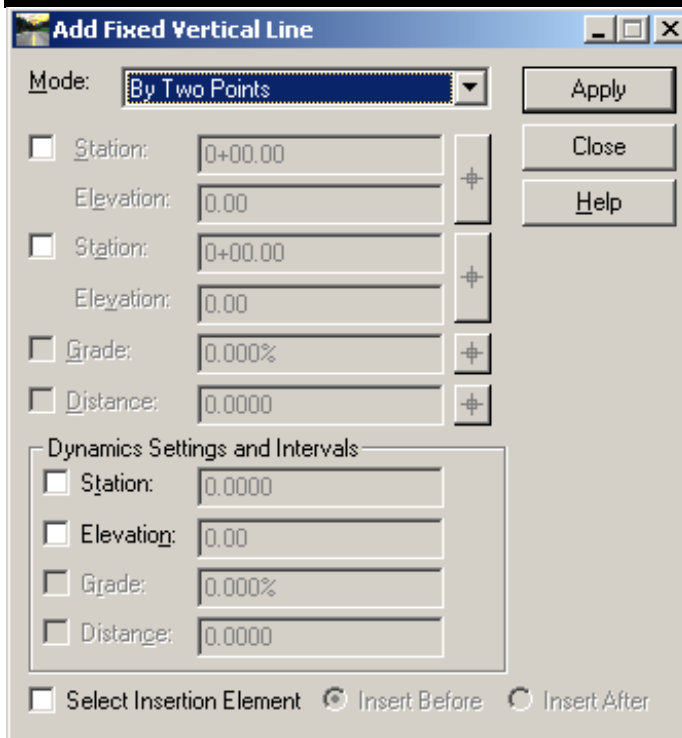 Add Fixed Vertical Line
Mode: By Two Points
Apply
Station: 0+00.00
Close
Elevation: 0.00
Help
Station: 0+00.00
Elevation: 0.00
Grade: 0.000%
Distance: 0.0000
Dynamics Settings and Intervals
Station: 0.0000
Elevation: 0.00
Grade: 0.000%
Distance: 0.0000
Select Insertion Element Insert Before Insert After